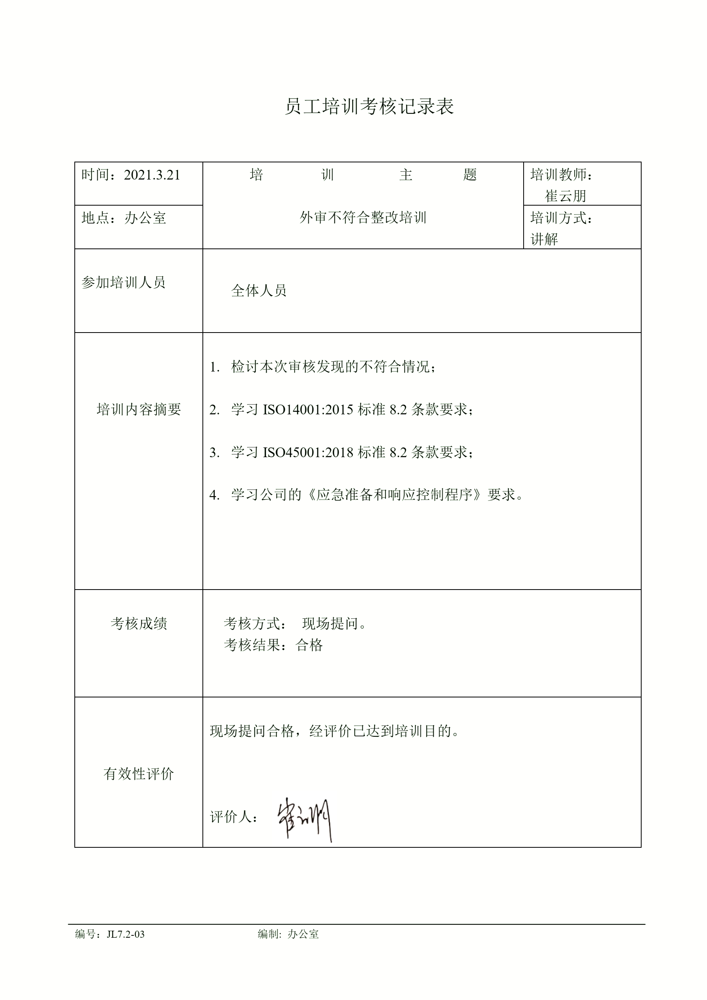 员工培训考核记录表
时间：2021.3.21
培 训 主 题
培训教师：
崔云朋
地点：办公室
外审不符合整改培训
培训方式：
讲解
参加培训人员
全体人员
培训内容摘要
1. 检讨本次审核发现的不符合情况；
2. 学习 ISO14001:2015 标准 8.2 条款要求；
3. 学习 ISO45001:2018 标准 8.2 条款要求；
4. 学习公司的《应急准备和响应控制程序》要求。
考核成绩
考核方式： 现场提问。
考核结果：合格
有效性评价
现场提问合格，经评价已达到培训目的。
评价人： 崔云朋
编号：JL7.2-03 编制: 办公室